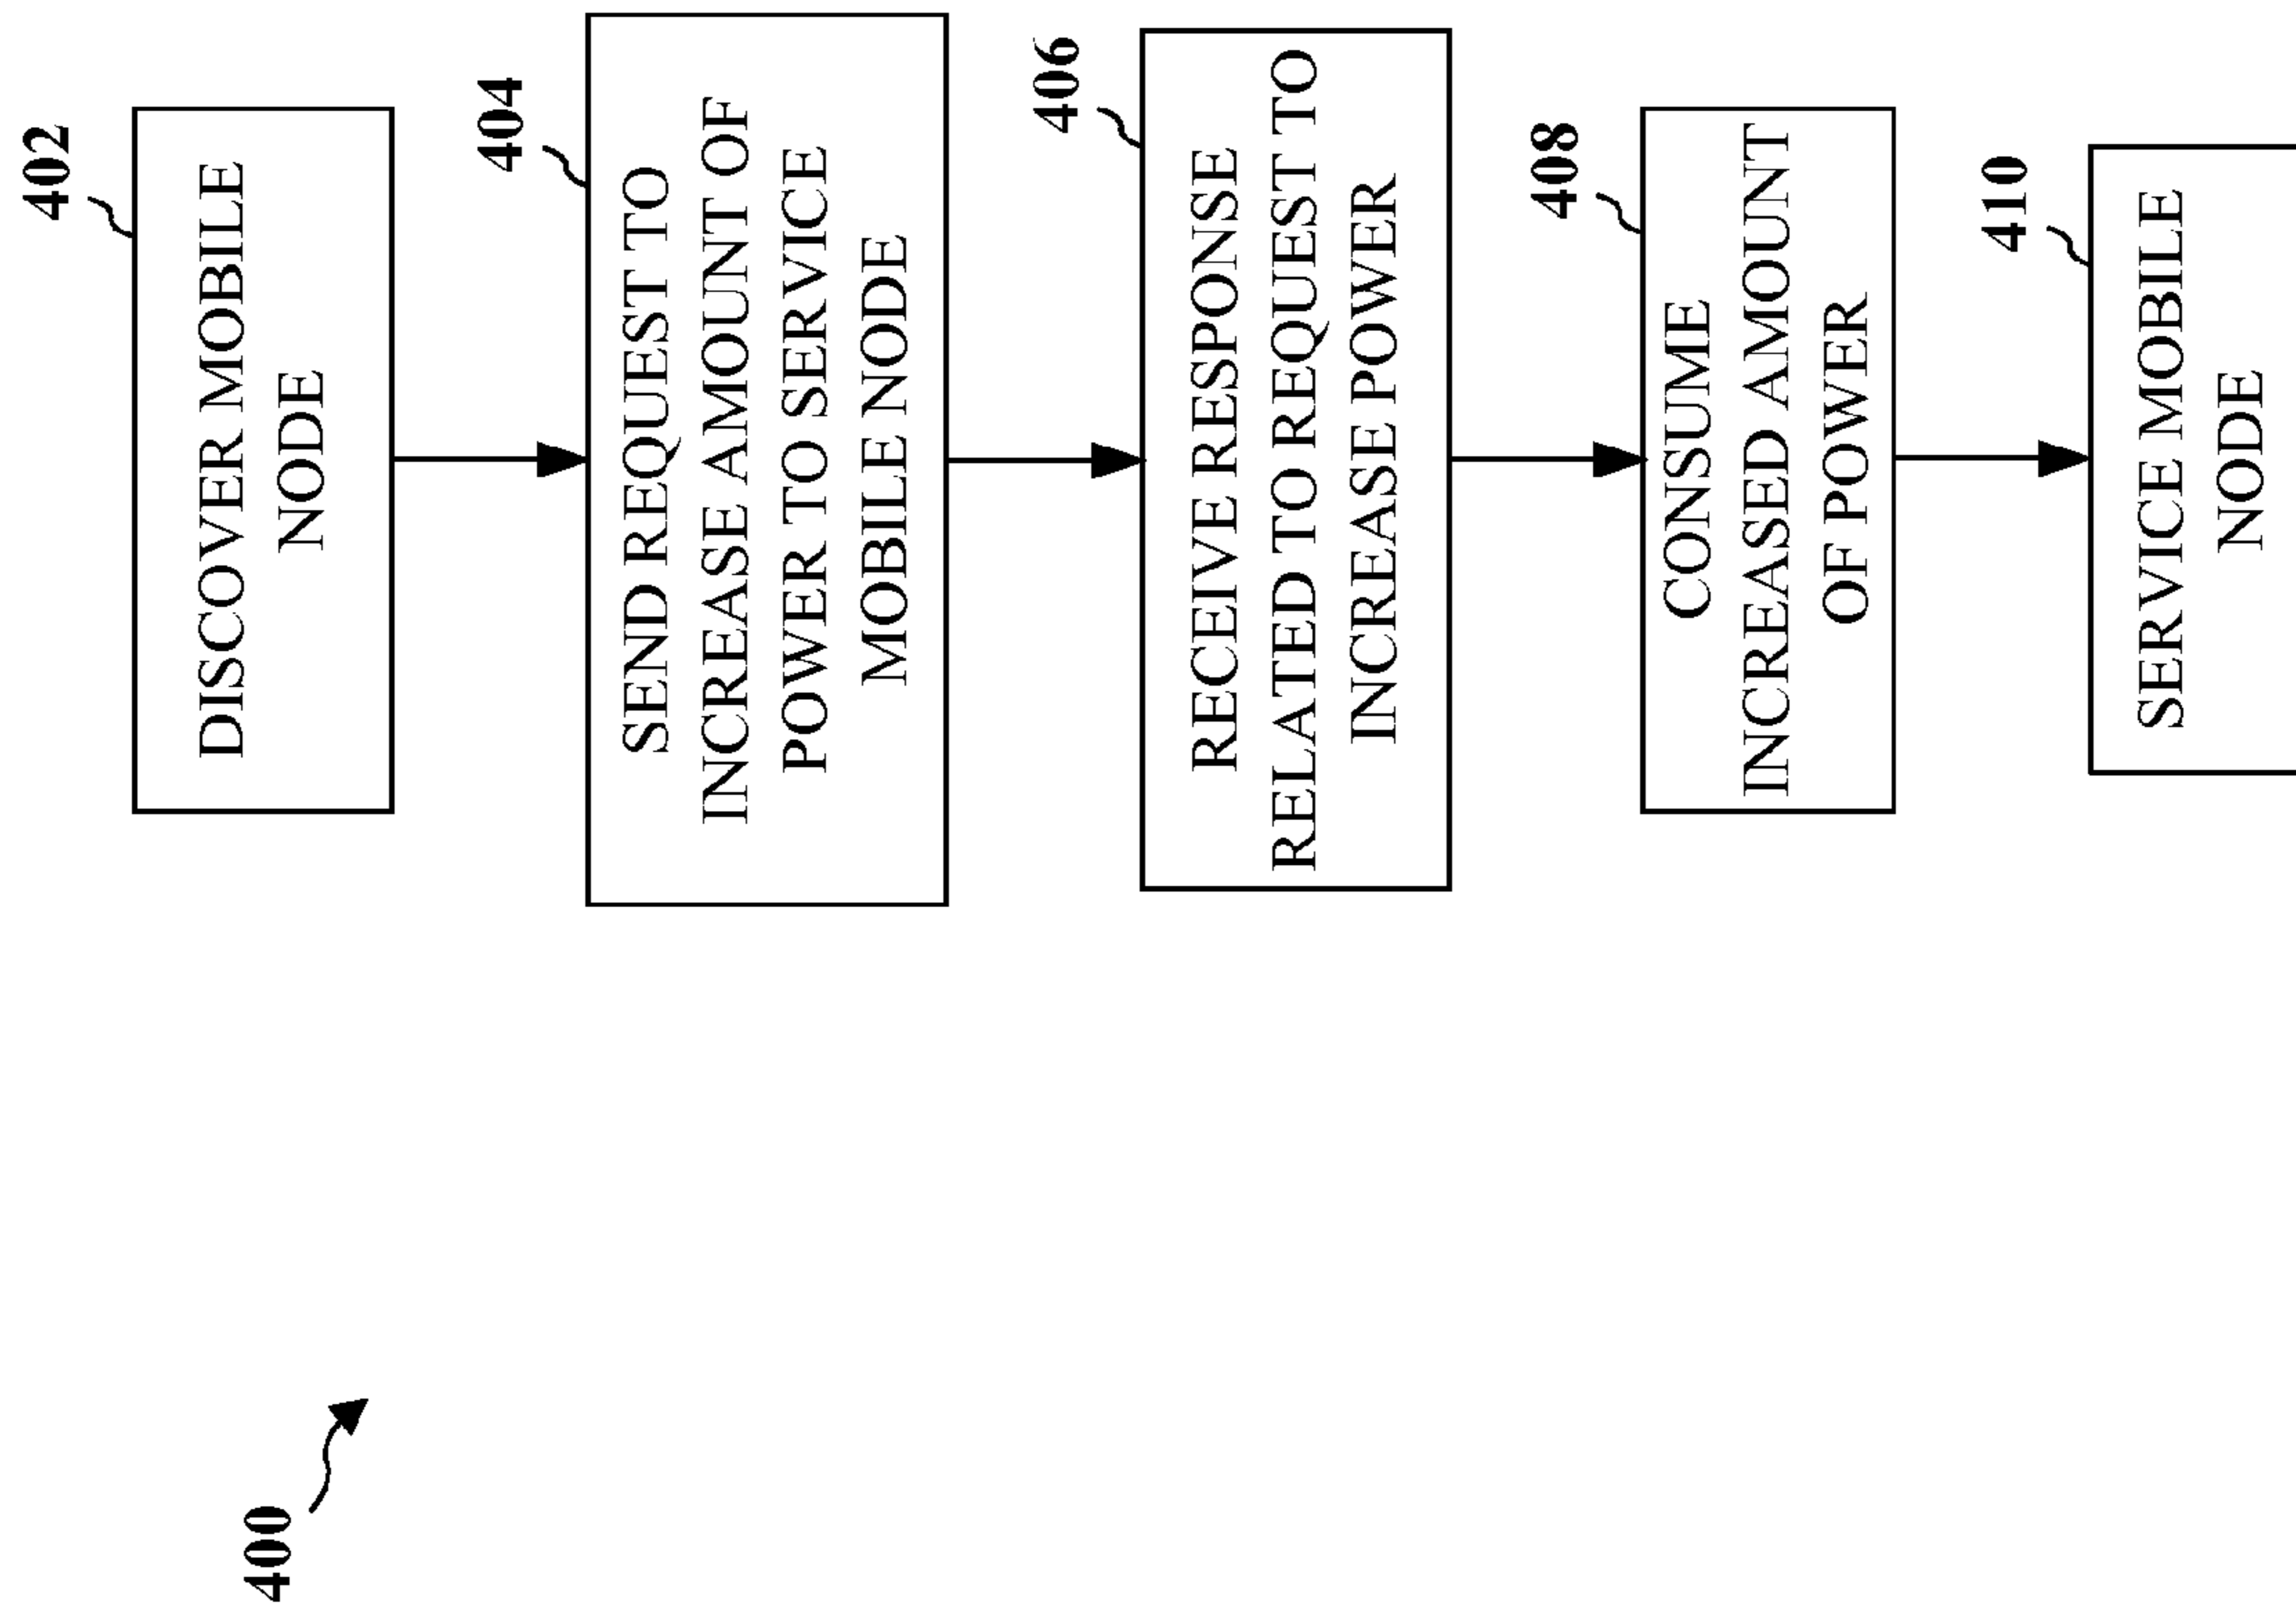 400
402
DISCOVER MOBILE
NODE
404
SEND REQUEST TO
INCREASE AMOUNT OF
POWER TO SERVICE
MOBILE NODE
406
RECEIVE RESPONSE
RELATED TO REQUEST TO
INCREASE POWER
408
CONSUME
INCREASED AMOUNT
OF POWER
410
SERVICE MOBILE
NODE